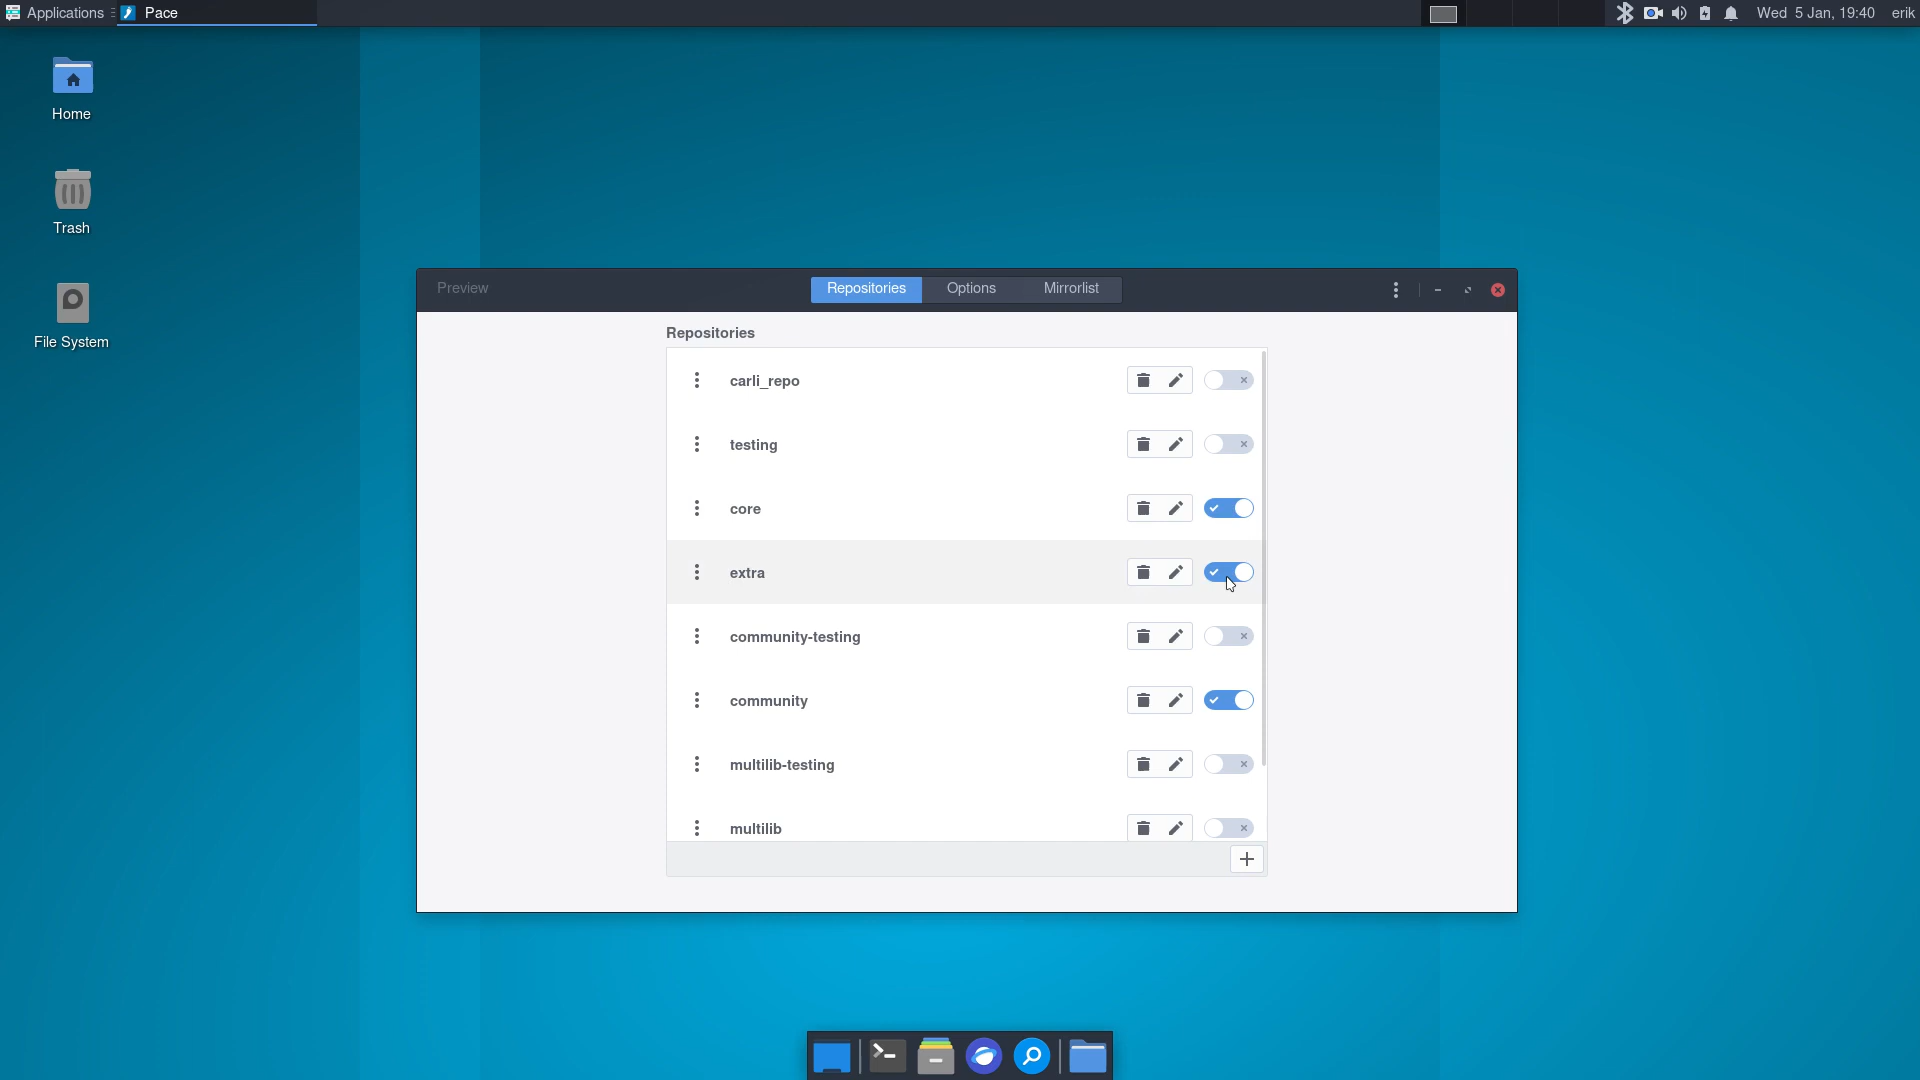 Applications
Pace
Wed 5 Jan, 19:40
erik
Home
Trash
File System
Preview
Repositories
Options
Mirrorlist
Repositories
carli_repo
testing
core
extra
community-testing
community
multilib-testing
multilib